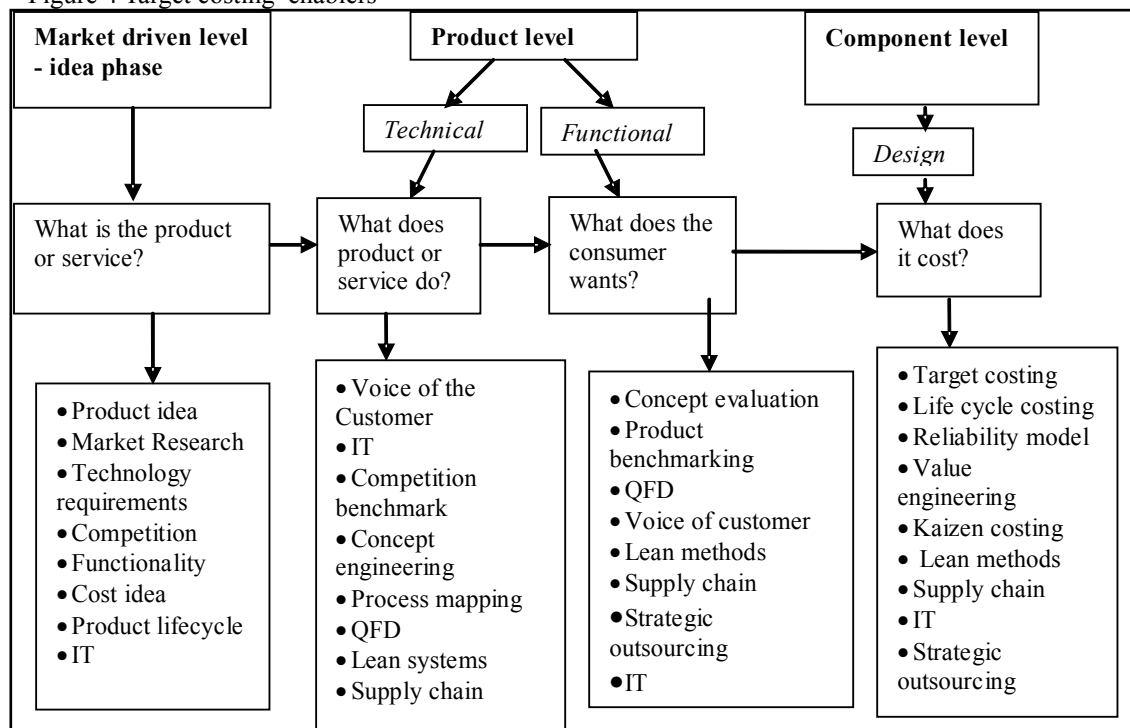 Figure 4 Target costing enablers
Market driven level
- idea phase
Product level
Component level
Technical
Functional
Design
What is the product
or service?
What does
product or
service do?
What does the
consumer
wants?
What does
it cost?
• Product idea
• Market Research
• Technology
requirements
• Competition
• Functionality
• Cost idea
• Product lifecycle
• IT
• Voice of the
Customer
• IT
• Competition
benchmark
• Concept
engineering
• Process mapping
• QFD
• Lean systems
• Supply chain
• Concept evaluation
• Product
benchmarking
• QFD
• Voice of customer
• Lean methods
• Supply chain
• Strategic
outsourcing
• IT
• Target costing
• Life cycle costing
• Reliability model
• Value
engineering
• Kaizen costing
• Lean methods
• Supply chain
• IT
• Strategic
outsourcing